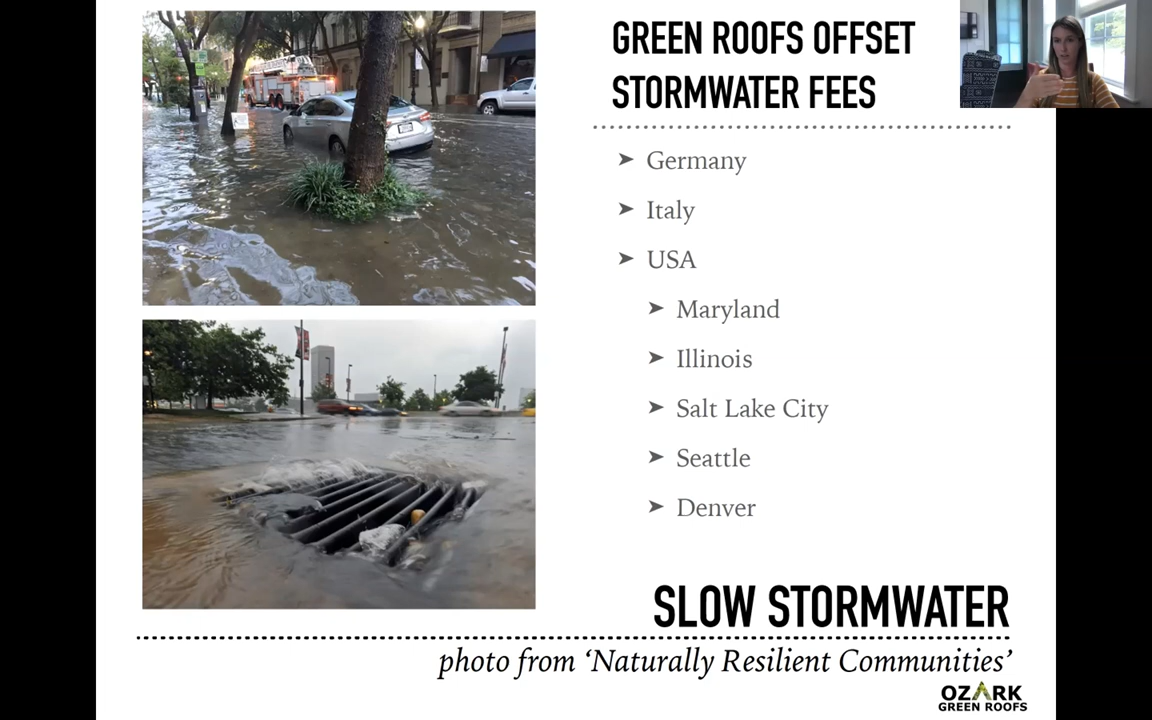 GREEN ROOFS OFFSET
STORMWATER FEES
➤ Germany
➤ Italy
➤ USA
➤ Maryland
➤ Illinois
➤ Salt Lake City
➤ Seattle
➤ Denver
SLOW STORMWATER
photo from ‘Naturally Resilient Communities’
OZARK
GREEN ROOFS